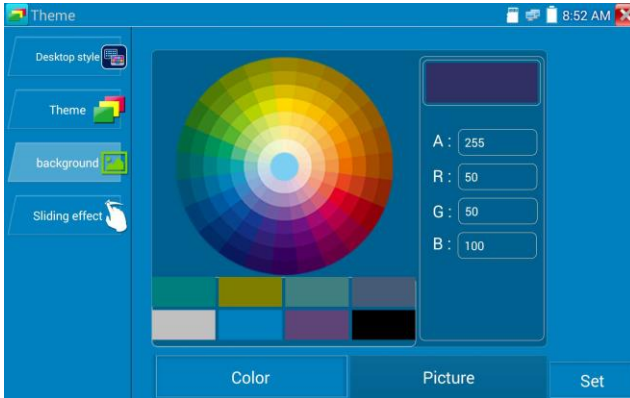 Theme
8:52 AM
Desktop style
Theme
background
Sliding effect
A : 255
R : 50
G : 50
B : 100
Color
Picture
Set